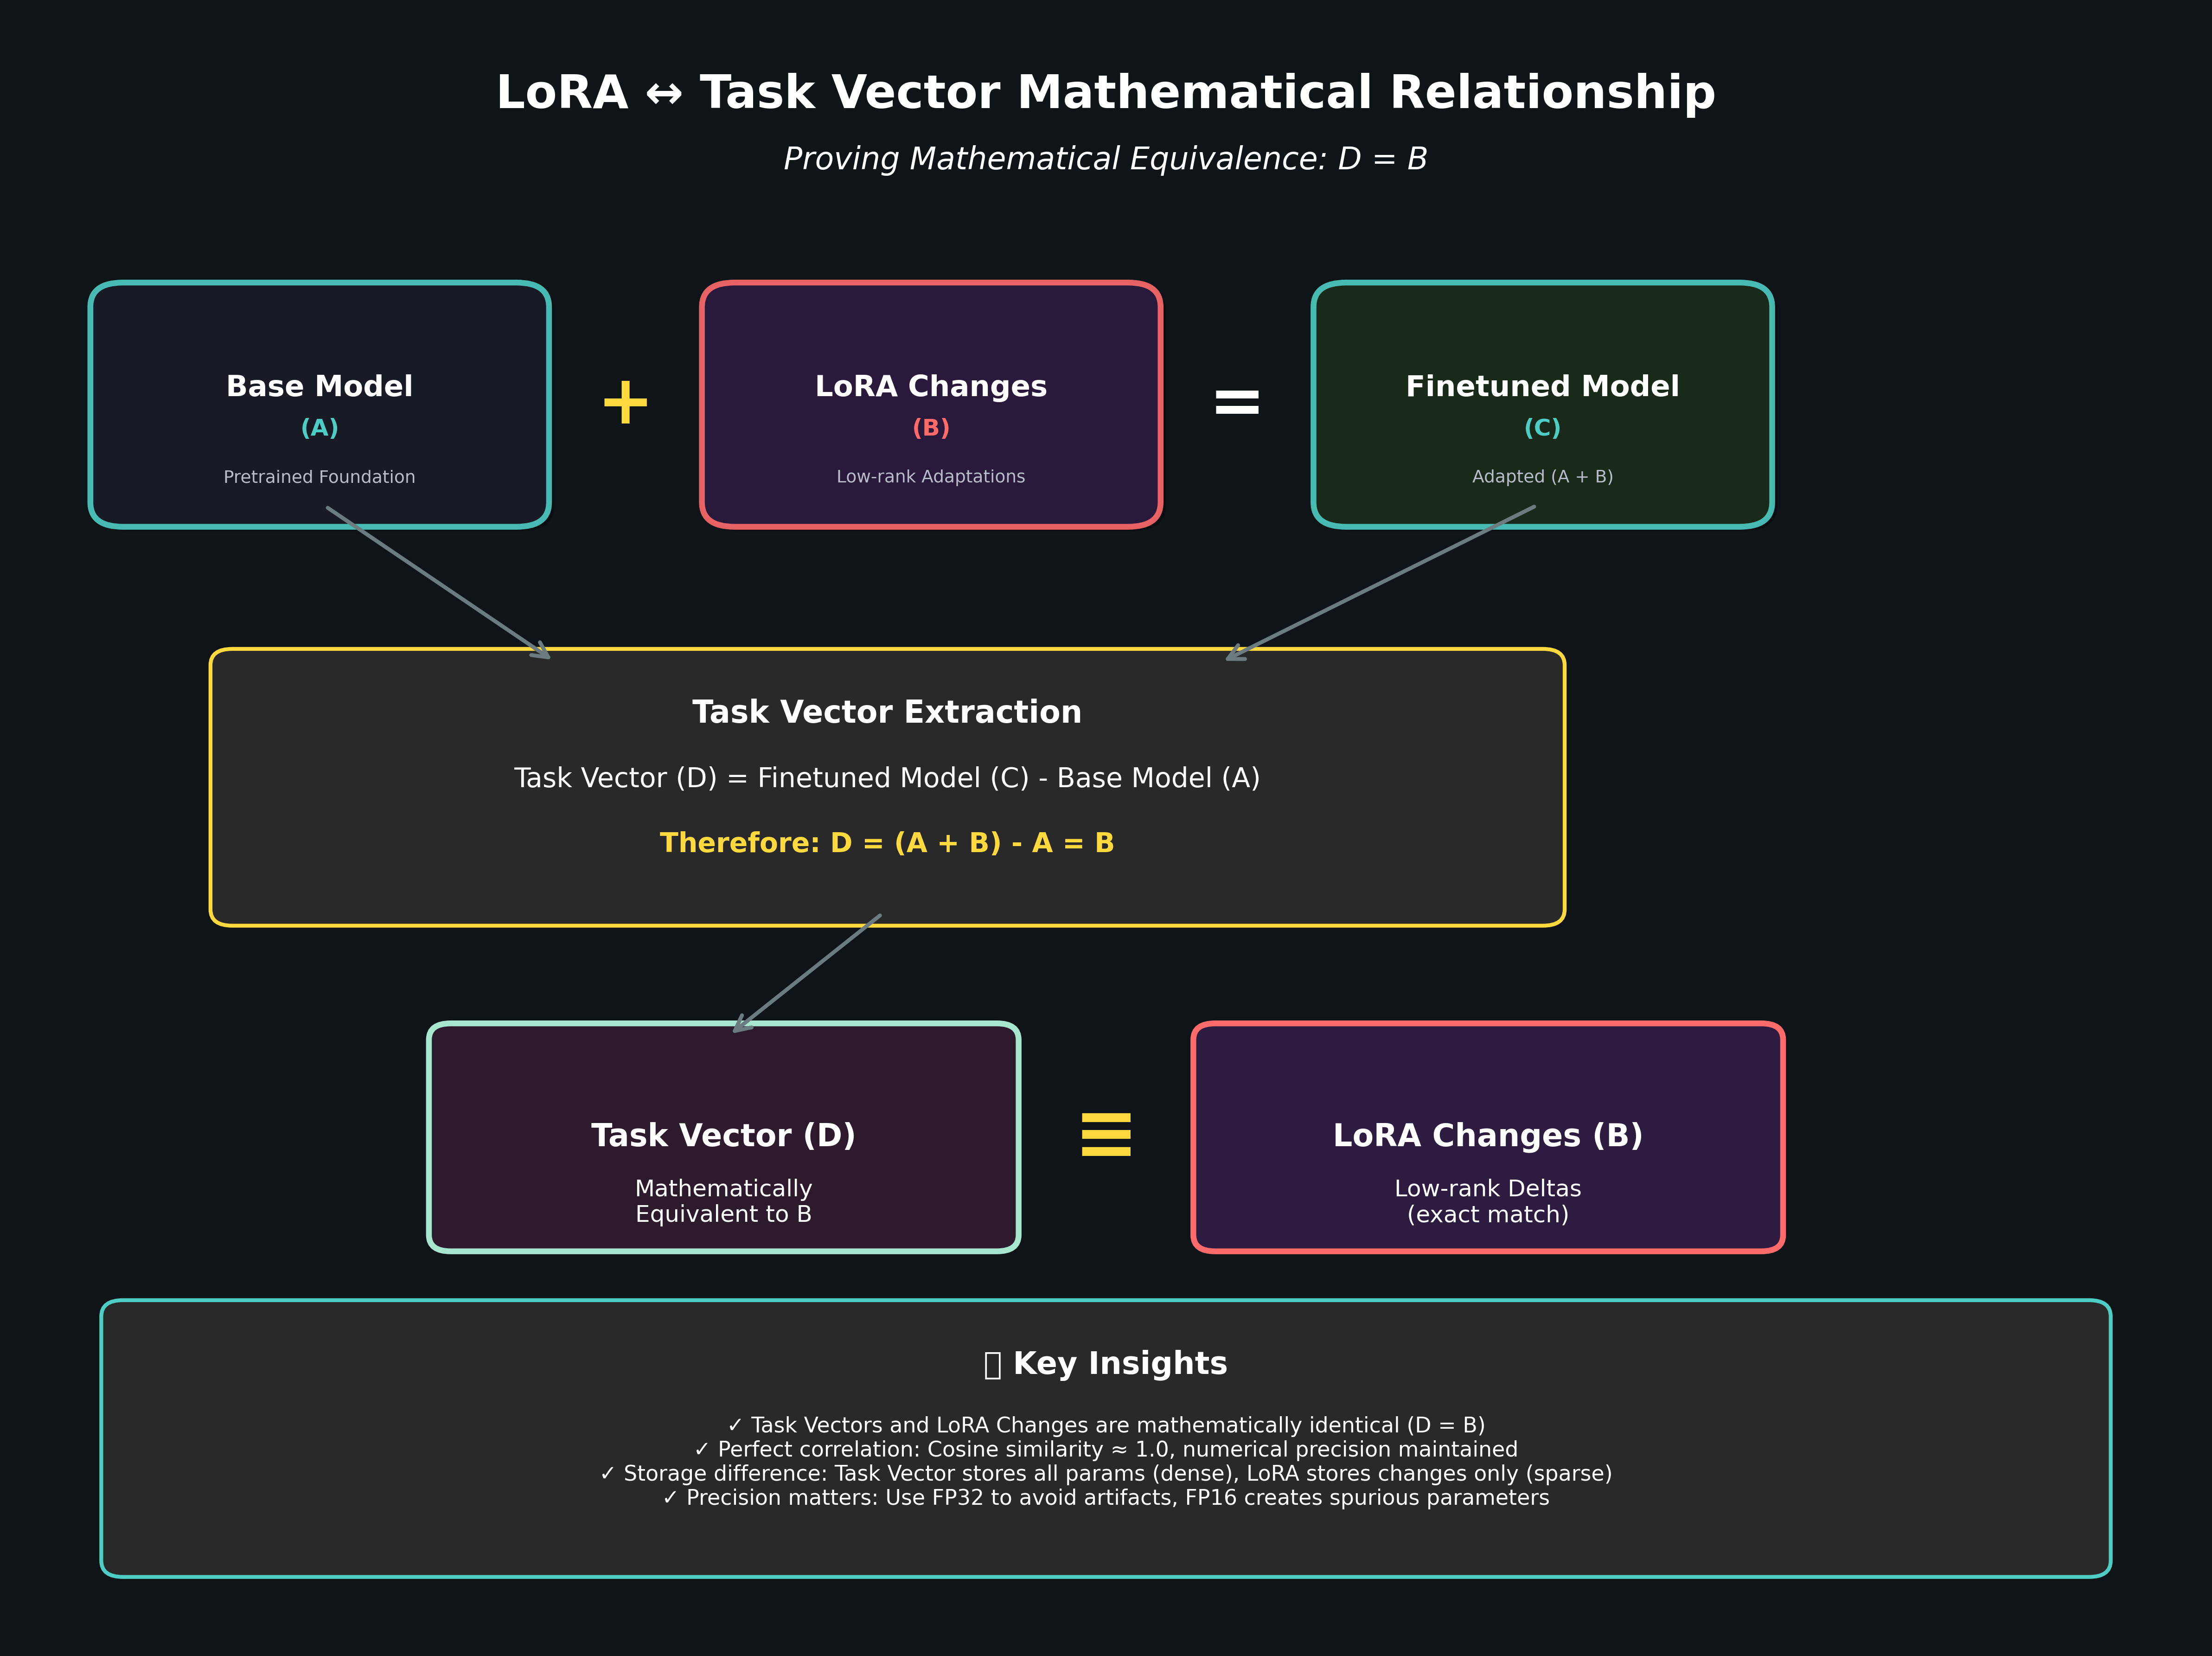 LoRA ↔ Task Vector Mathematical Relationship
Proving Mathematical Equivalence: D = B
Base Model
(A)
Pretrained Foundation
+
LoRA Changes
(B)
Low-rank Adaptations
=
Finetuned Model
(C)
Adapted (A + B)
Task Vector Extraction
Task Vector (D) = Finetuned Model (C) - Base Model (A)
Therefore: D = (A + B) - A = B
Task Vector (D)
Mathematically
Equivalent to B
≡
LoRA Changes (B)
Low-rank Deltas
(exact match)
Key Insights
✓ Task Vectors and LoRA Changes are mathematically identical (D = B)
✓ Perfect correlation: Cosine similarity ≈ 1.0, numerical precision maintained
✓ Storage difference: Task Vector stores all params (dense), LoRA stores changes only (sparse)
✓ Precision matters: Use FP32 to avoid artifacts, FP16 creates spurious parameters